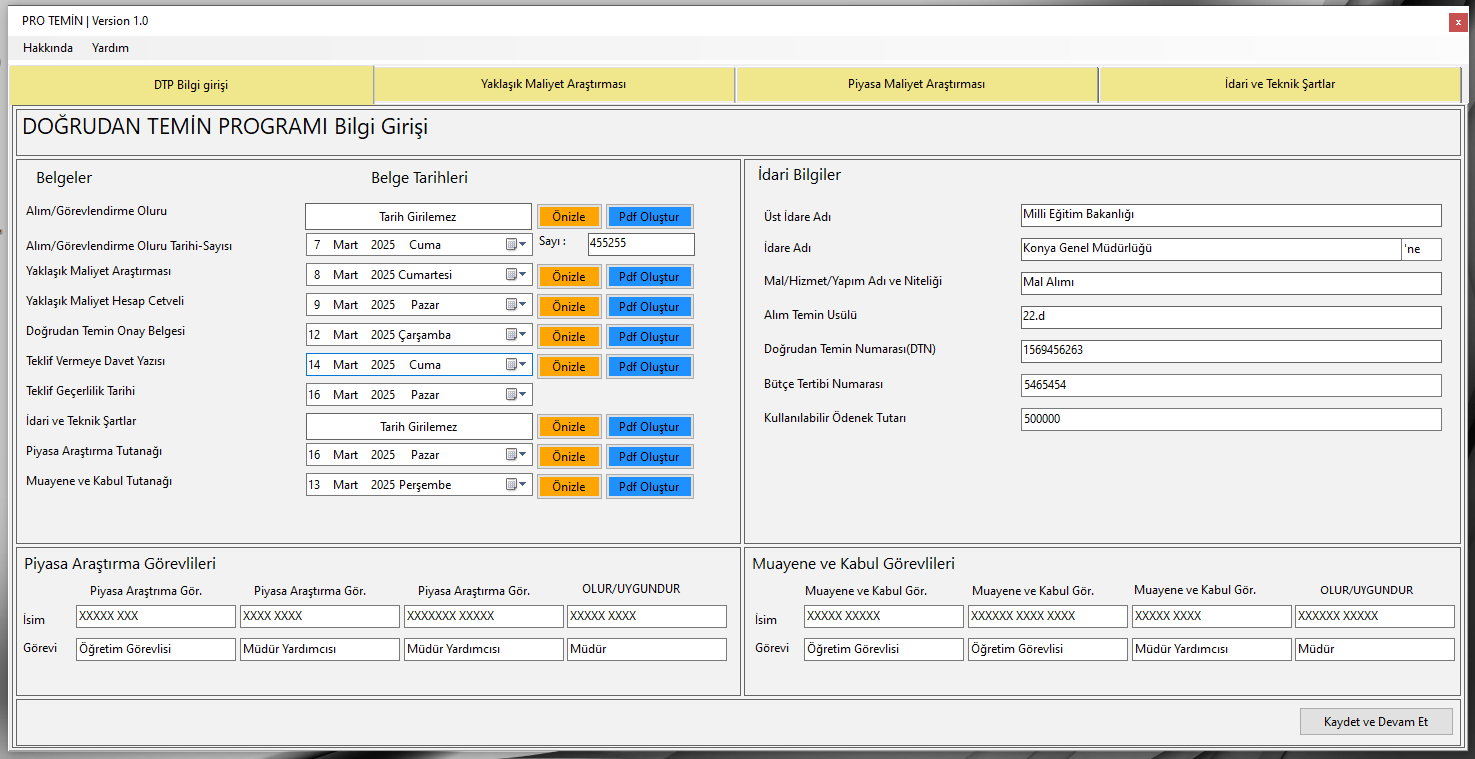 PRO TEMİN | Version 1.0
x
Hakkında Yardım
DTP Bilgi girişi Yaklaşık Maliyet Araştırması Piyasa Maliyet Araştırması İdari ve Teknik Şartlar
DOĞRUDAN TEMİN PROGRAMI Bilgi Girişi
Belgeler Belge Tarihleri
Alım/Görevlendirme Oluru Tarih Girilemez Önizle Pdf Oluştur
Alım/Görevlendirme Oluru Tarihi-Sayısı 7 Mart 2025 Cuma Sayı : 455255
Yaklaşık Maliyet Araştırması 8 Mart 2025 Cumartesi Önizle Pdf Oluştur
Yaklaşık Maliyet Hesap Cetveli 9 Mart 2025 Pazar Önizle Pdf Oluştur
Doğrudan Temin Onay Belgesi 12 Mart 2025 Çarşamba Önizle Pdf Oluştur
Teklif Vermeye Davet Yazısı 14 Mart 2025 Cuma Önizle Pdf Oluştur
Teklif Geçerlilik Tarihi 16 Mart 2025 Pazar
İdari ve Teknik Şartlar Tarih Girilemez Önizle Pdf Oluştur
Piyasa Araştırma Tutanağı 16 Mart 2025 Pazar Önizle Pdf Oluştur
Muayene ve Kabul Tutanağı 13 Mart 2025 Perşembe Önizle Pdf Oluştur
İdari Bilgiler
Üst İdare Adı Milli Eğitim Bakanlığı
İdare Adı Konya Genel Müdürlüğü 'ne
Mal/Hizmet/Yapım Adı ve Niteliği Mal Alımı
Alım Temin Usülü 22.d
Doğrudan Temin Numarası(DTN) 1569456263
Bütçe Tertibi Numarası 5465454
Kullanılabilir Ödenek Tutarı 500000
Piyasa Araştırma Görevlileri
Piyasa Araştırma Gör. Piyasa Araştırma Gör. Piyasa Araştırma Gör. OLUR/UYGUNDUR
İsim XXXXX XXX XXXX XXXX XXXXXXX XXXXX XXXXX XXXX
Görevi Öğretim Görevlisi Müdür Yardımcısı Müdür Yardımcısı Müdür
Muayene ve Kabul Görevlileri
Muayene ve Kabul Gör. Muayene ve Kabul Gör. Muayene ve Kabul Gör. OLUR/UYGUNDUR
İsim XXXXX XXXXX XXXXXX XXXX XXXX XXXXX XXXX XXXXXX XXXXX
Görevi Öğretim Görevlisi Öğretim Görevlisi Müdür Yardımcısı Müdür
Kaydet ve Devam Et